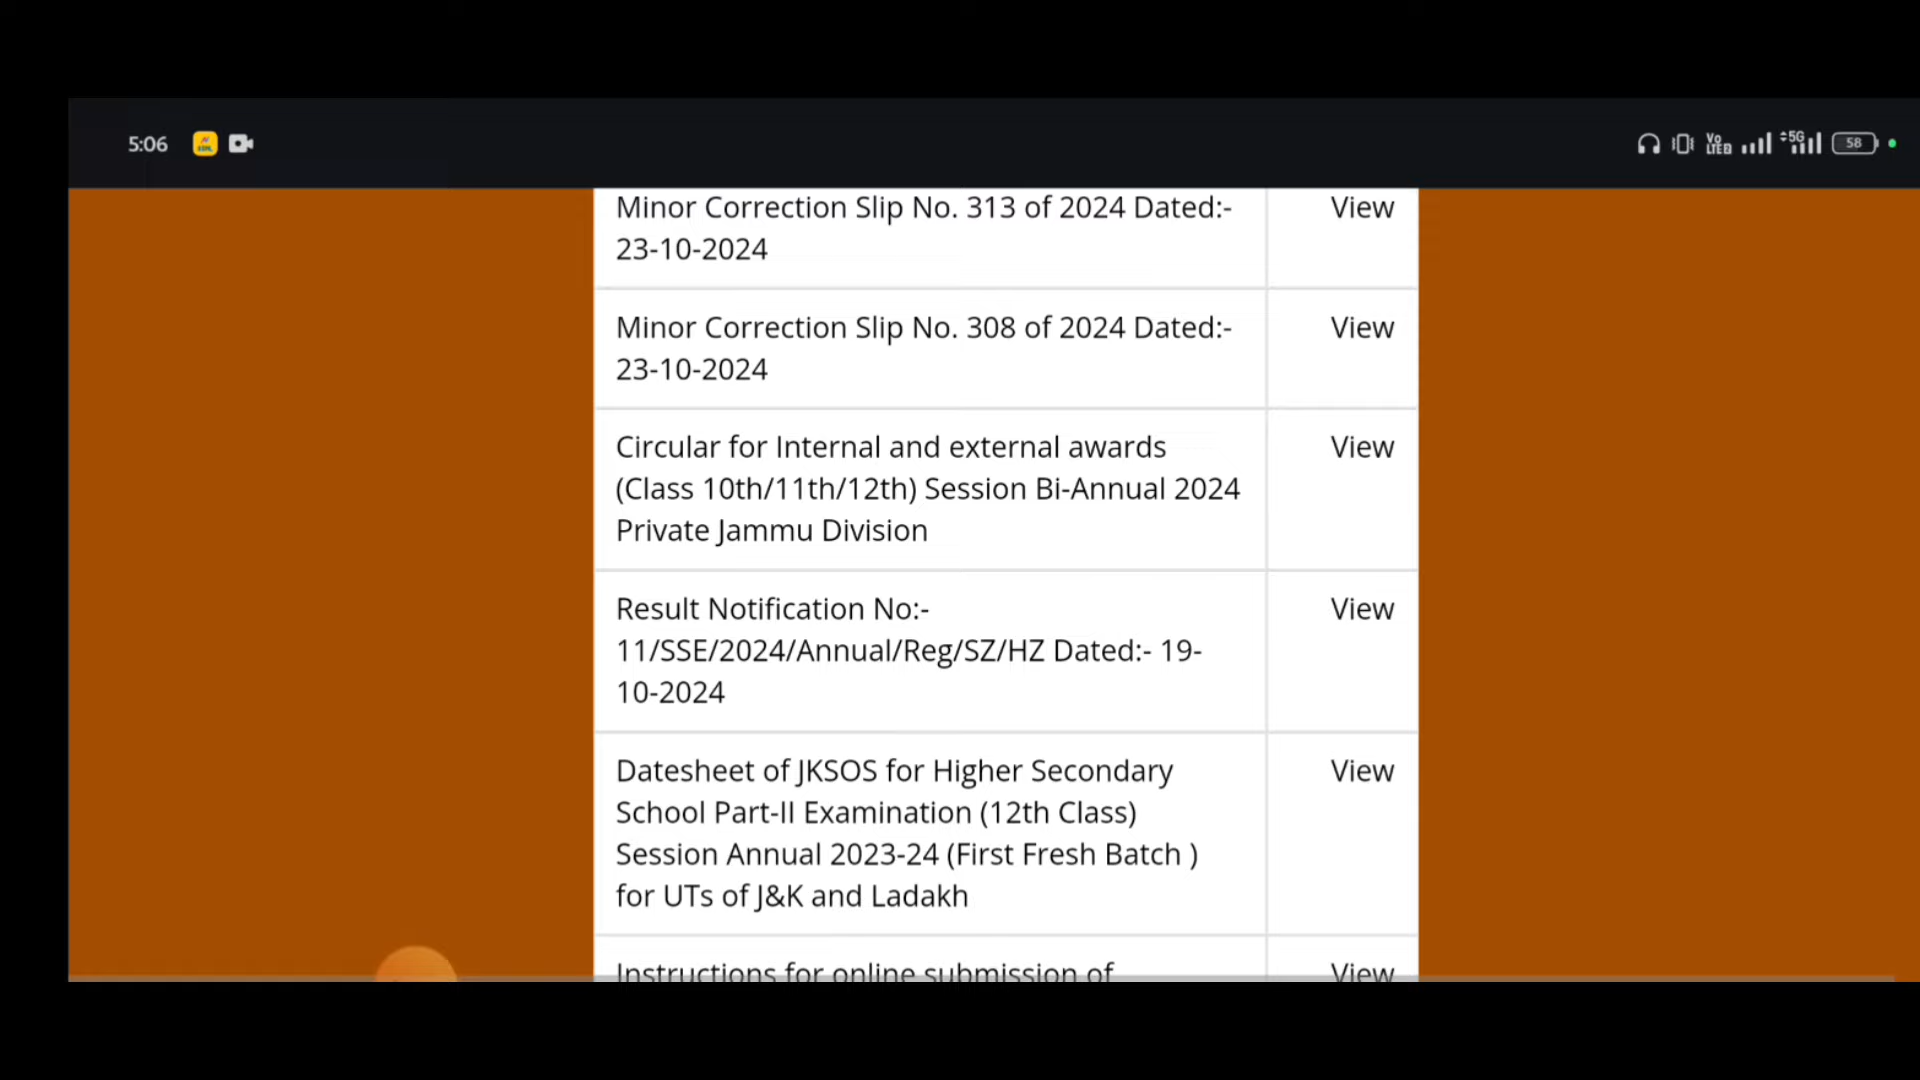 5:06
Vo
LTE
5G
58
Minor Correction Slip No. 313 of 2024 Dated:-
23-10-2024
View
Minor Correction Slip No. 308 of 2024 Dated:-
23-10-2024
View
Circular for Internal and external awards
(Class 10th/11th/12th) Session Bi-Annual 2024
Private Jammu Division
View
Result Notification No:-
11/SSE/2024/Annual/Reg/SZ/HZ Dated:- 19-
10-2024
View
Datesheet of JKSOS for Higher Secondary
School Part-II Examination (12th Class)
Session Annual 2023-24 (First Fresh Batch )
for UTs of J&K and Ladakh
View
Instructions for online submission of
View